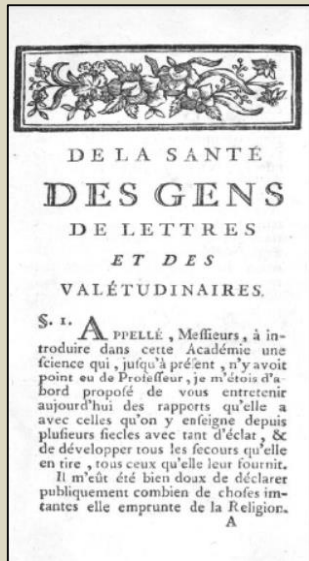 DE LA SANTÉ
DES GENS
DE LETTRES
ET DES
VALÉTUDINAIRES.
§. 1. APPELLÉ, Meſſieurs, à in-
troduire dans cette Académie une
ſcience qui, juſqu'à préſent, n'y avoit
point eu de Profeſſeur, je m'étois d'a-
bord propoſé de vous entretenir
aujourd'hui des rapports qu'elle a
avec celles qu'on y enſeigne depuis
pluſieurs ſiecles avec tant d'éclat, &
de développer tous les ſecours qu'elle
en tire, tous ceux qu'elle leur fournit.
Il m'eût été bien doux de déclarer
publiquement combien de choſes im-
tantes elle emprunte de la Religion.
A